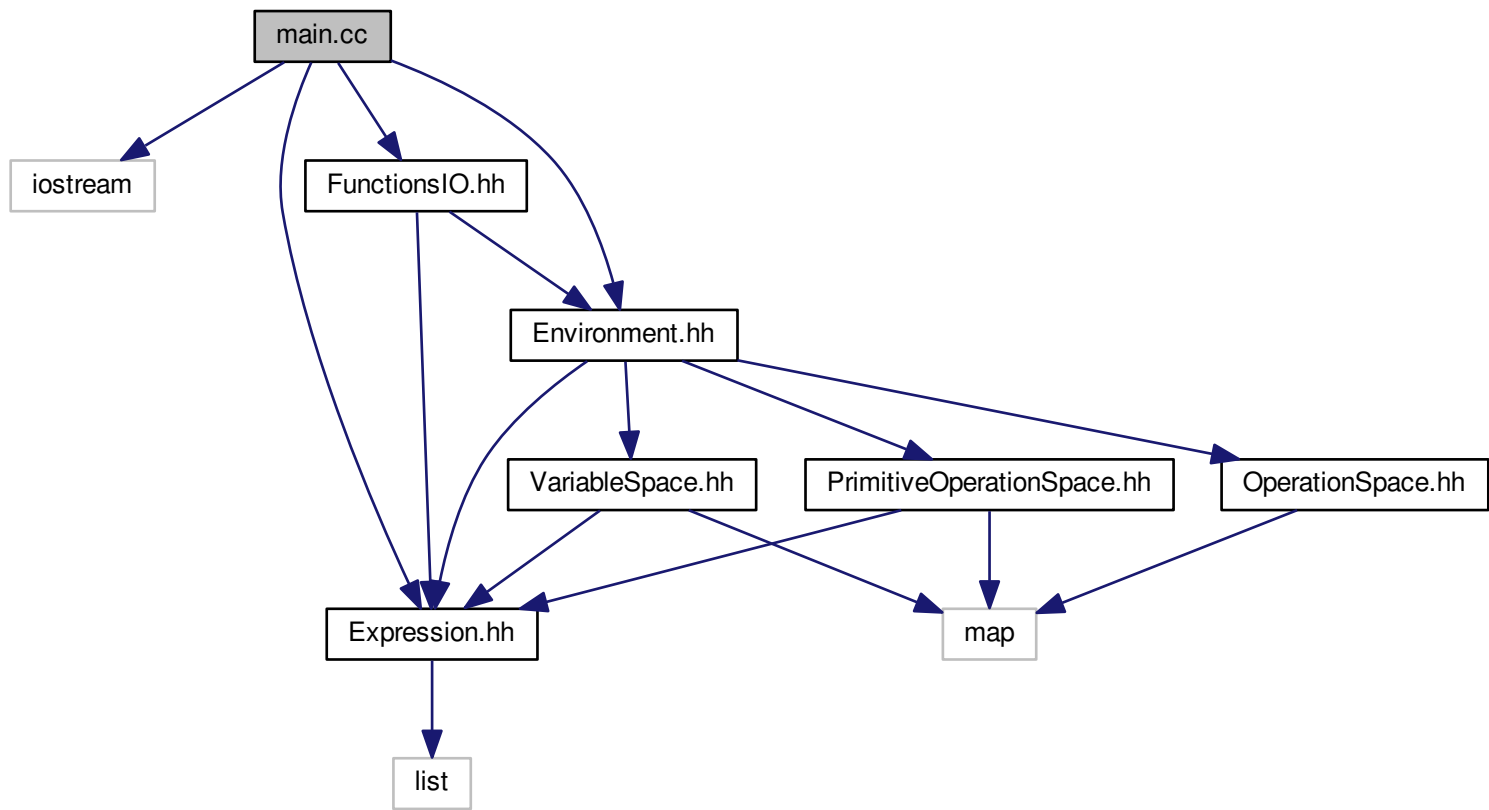 main.cc
iostream
FunctionsIO.hh
Environment.hh
VariableSpace.hh
PrimitiveOperationSpace.hh
OperationSpace.hh
Expression.hh
map
list